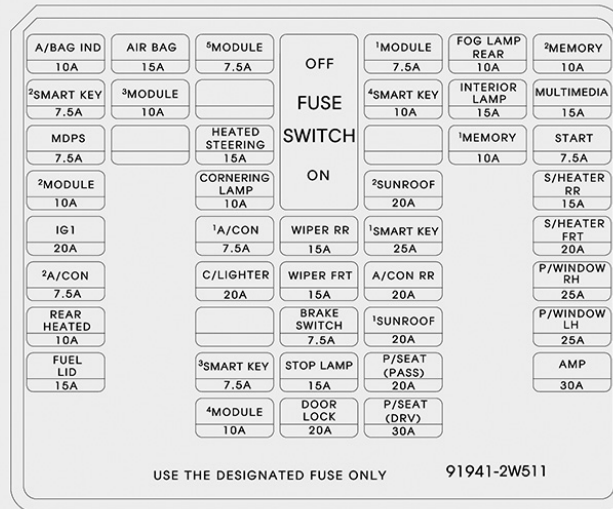 A/BAG IND
10A
AIR BAG
15A
⁵MODULE
7.5A
OFF
FUSE
SWITCH
ON
¹MODULE
7.5A
FOG LAMP
REAR
10A
²MEMORY
10A
²SMART KEY
7.5A
³MODULE
10A
⁴SMART KEY
10A
INTERIOR
LAMP
15A
MULTIMEDIA
15A
MDPS
7.5A
HEATED
STEERING
15A
¹MEMORY
10A
START
7.5A
²MODULE
10A
CORNERING
LAMP
10A
²SUNROOF
20A
S/HEATER
RR
15A
IG1
20A
¹A/CON
7.5A
WIPER RR
15A
¹SMART KEY
25A
S/HEATER
FRT
20A
²A/CON
7.5A
C/LIGHTER
20A
WIPER FRT
15A
A/CON RR
20A
P/WINDOW
RH
25A
REAR
HEATED
10A
BRAKE
SWITCH
7.5A
¹SUNROOF
20A
P/WINDOW
LH
25A
FUEL
LID
15A
³SMART KEY
7.5A
STOP LAMP
15A
P/SEAT
(PASS)
20A
AMP
30A
⁴MODULE
10A
DOOR
LOCK
20A
P/SEAT
(DRV)
30A
USE THE DESIGNATED FUSE ONLY
91941-2W511